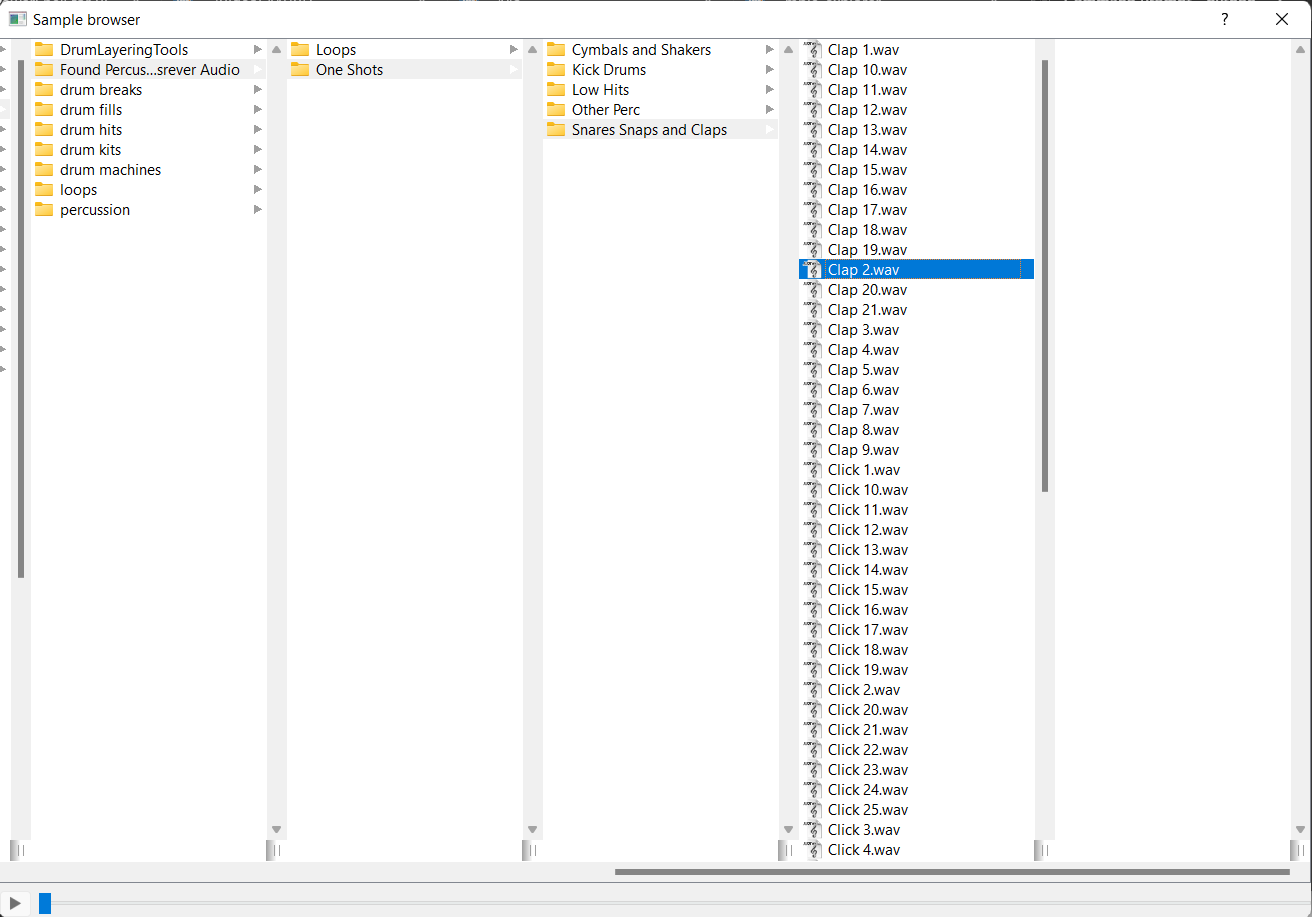 Sample browser
?
DrumLayeringTools
Found Percus...srever Audio
drum breaks
drum fills
drum hits
drum kits
drum machines
loops
percussion
Loops
One Shots
Cymbals and Shakers
Kick Drums
Low Hits
Other Perc
Snares Snaps and Claps
Clap 1.wav
Clap 10.wav
Clap 11.wav
Clap 12.wav
Clap 13.wav
Clap 14.wav
Clap 15.wav
Clap 16.wav
Clap 17.wav
Clap 18.wav
Clap 19.wav
Clap 2.wav
Clap 20.wav
Clap 21.wav
Clap 3.wav
Clap 4.wav
Clap 5.wav
Clap 6.wav
Clap 7.wav
Clap 8.wav
Clap 9.wav
Click 1.wav
Click 10.wav
Click 11.wav
Click 12.wav
Click 13.wav
Click 14.wav
Click 15.wav
Click 16.wav
Click 17.wav
Click 18.wav
Click 19.wav
Click 2.wav
Click 20.wav
Click 21.wav
Click 22.wav
Click 23.wav
Click 24.wav
Click 25.wav
Click 3.wav
Click 4.wav